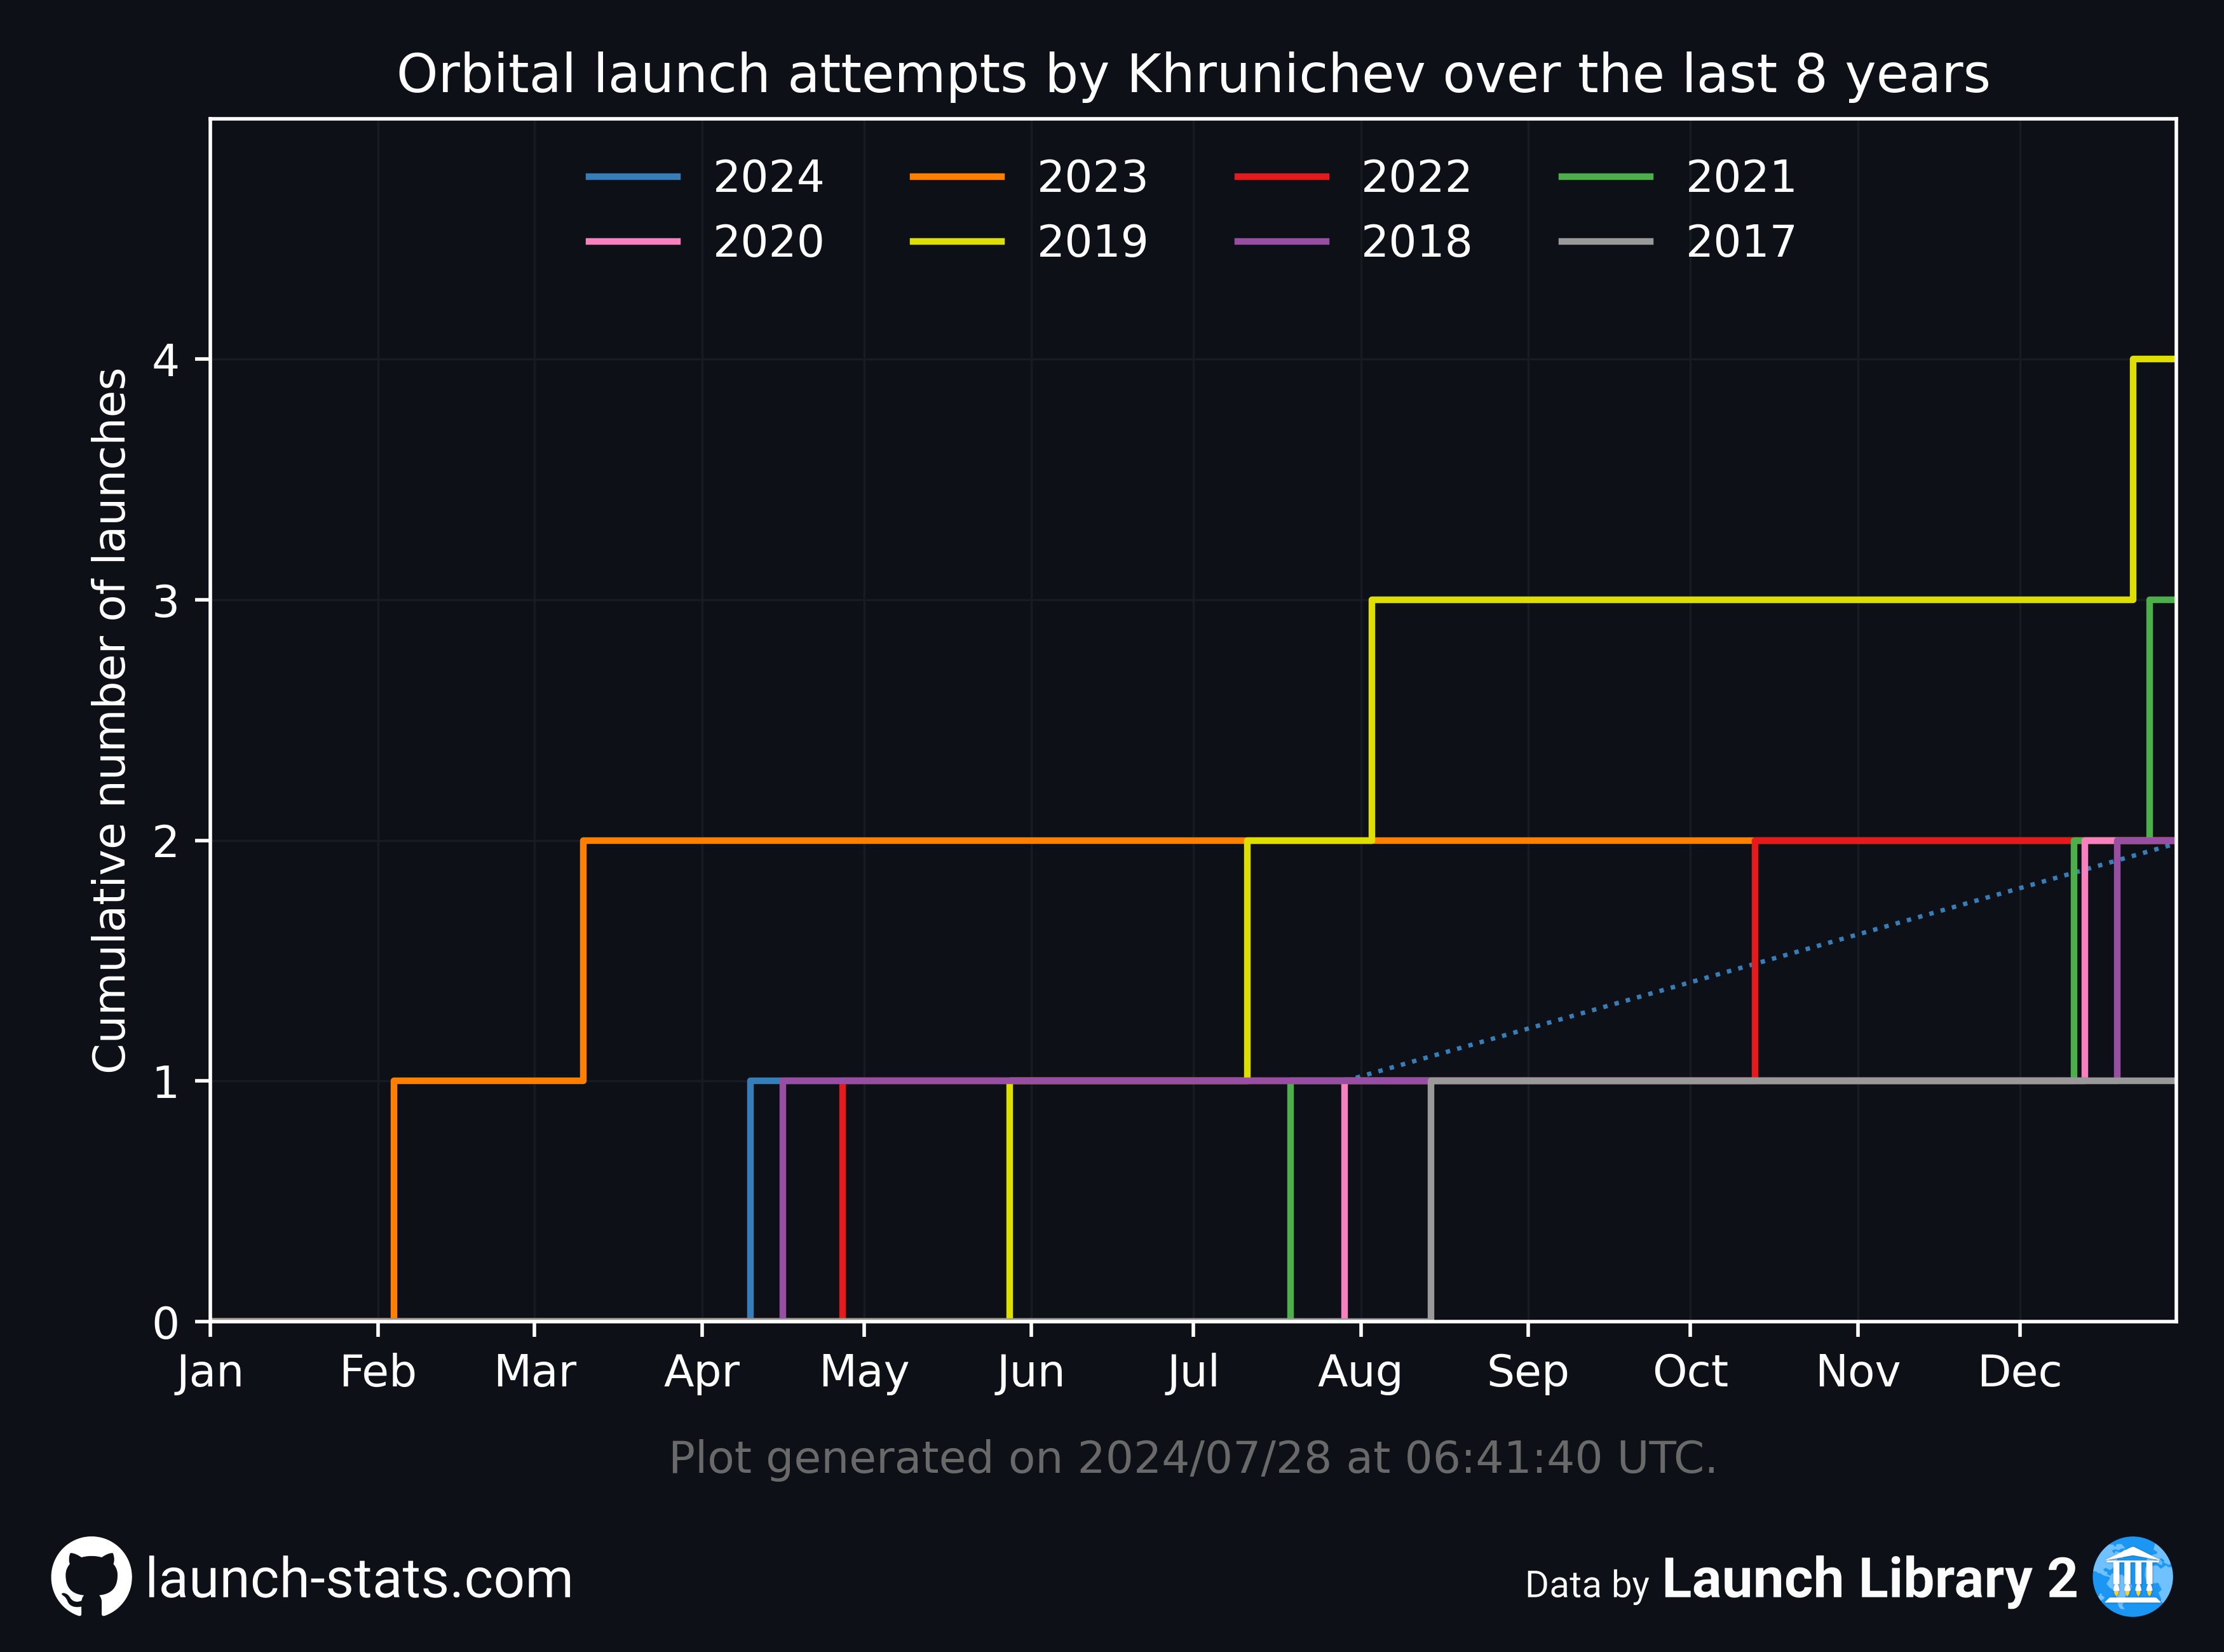 Orbital launch attempts by Khrunichev over the last 8 years
2024 2023 2022 2021
2020 2019 2018 2017
Cumulative number of launches
4
3
2
1
0
Jan Feb Mar Apr May Jun Jul Aug Sep Oct Nov Dec
Plot generated on 2024/07/28 at 06:41:40 UTC.
launch-stats.com
Data by Launch Library 2